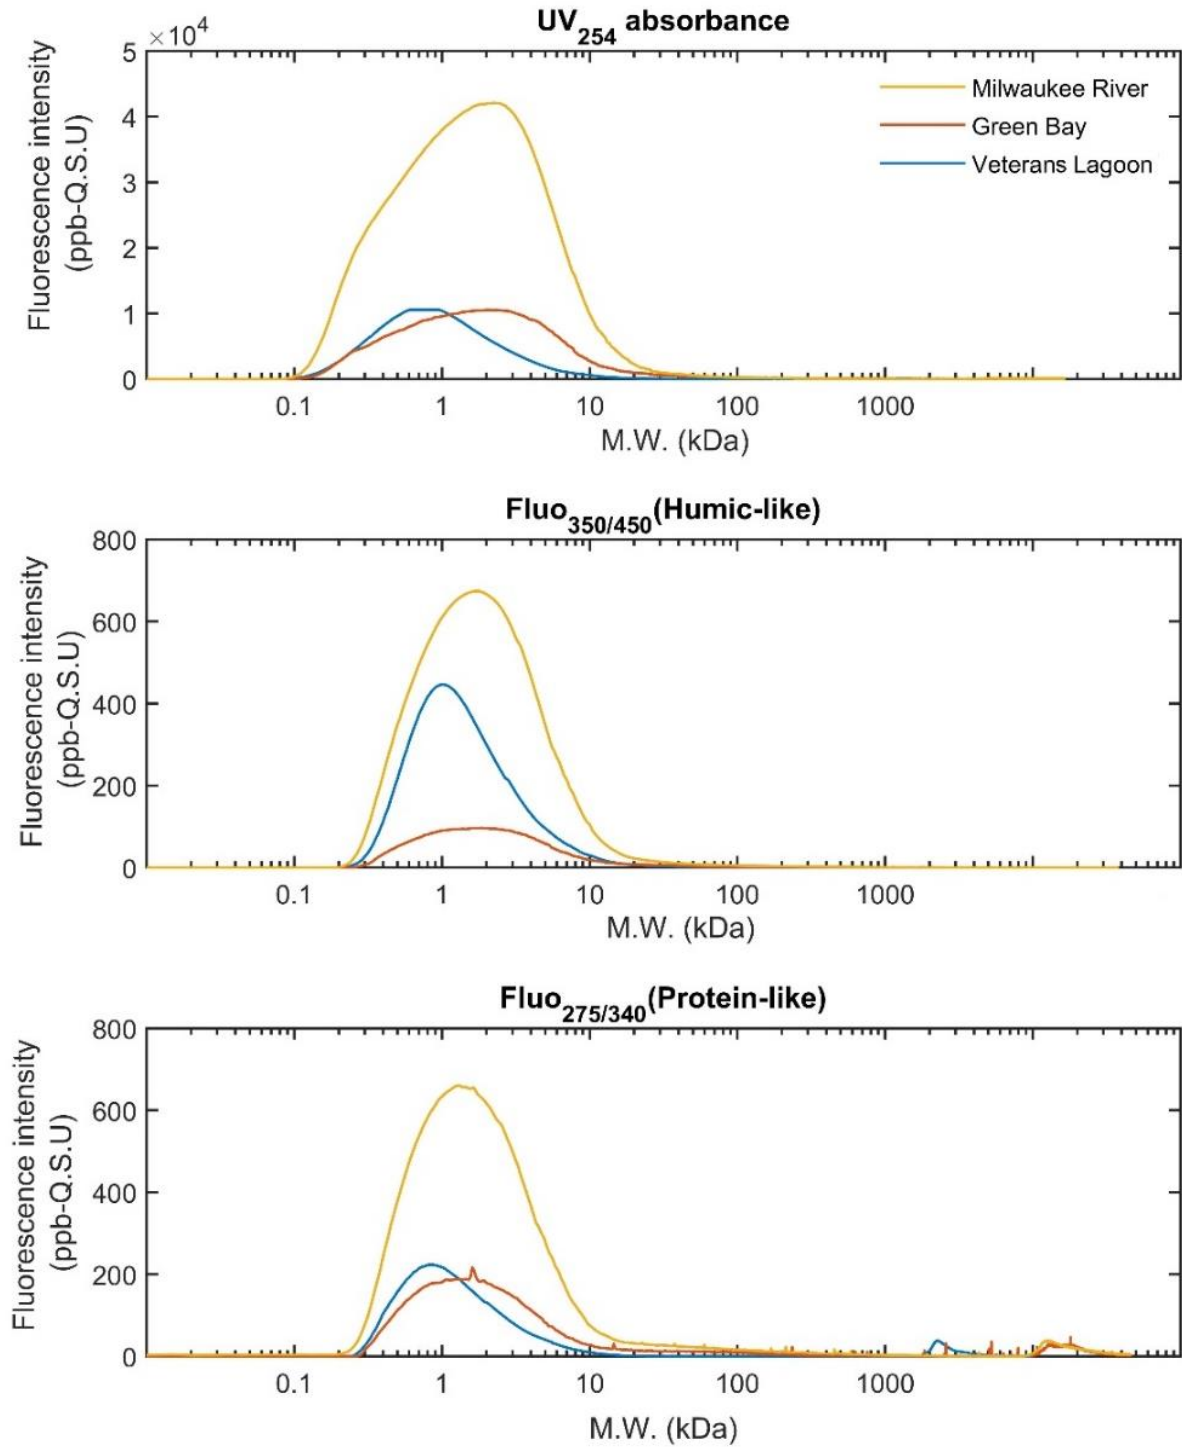 UV254 absorbance
×10^4
Fluorescence intensity
(ppb-Q.S.U)
5
4
3
2
1
0
Milwaukee River
Green Bay
Veterans Lagoon
0.1 1 10 100 1000
M.W. (kDa)
Fluo350/450(Humic-like)
Fluorescence intensity
(ppb-Q.S.U)
800
600
400
200
0
0.1 1 10 100 1000
M.W. (kDa)
Fluo275/340(Protein-like)
Fluorescence intensity
(ppb-Q.S.U)
800
600
400
200
0
0.1 1 10 100 1000
M.W. (kDa)